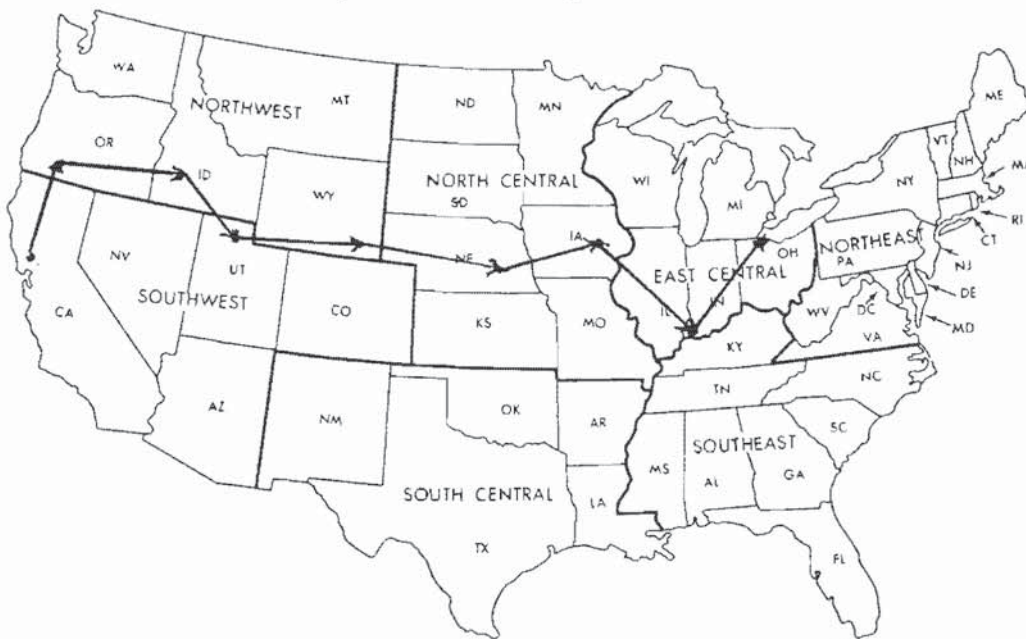 WA
NORTHWEST
MT
ND
MN
ME
OR
ID
WY
NORTH CENTRAL
SD
WI
MI
NY
VT
NH
RI
CT
NJ
DE
MD
DC
NORTHEAST
PA
OH
IA
NE
EAST CENTRAL
IL
IN
NV
UT
SOUTHWEST
CO
CA
KS
MO
KY
WV
VA
NC
TN
SC
AZ
NM
OK
AR
SOUTHEAST
MS
AL
GA
SOUTH CENTRAL
LA
TX
FL